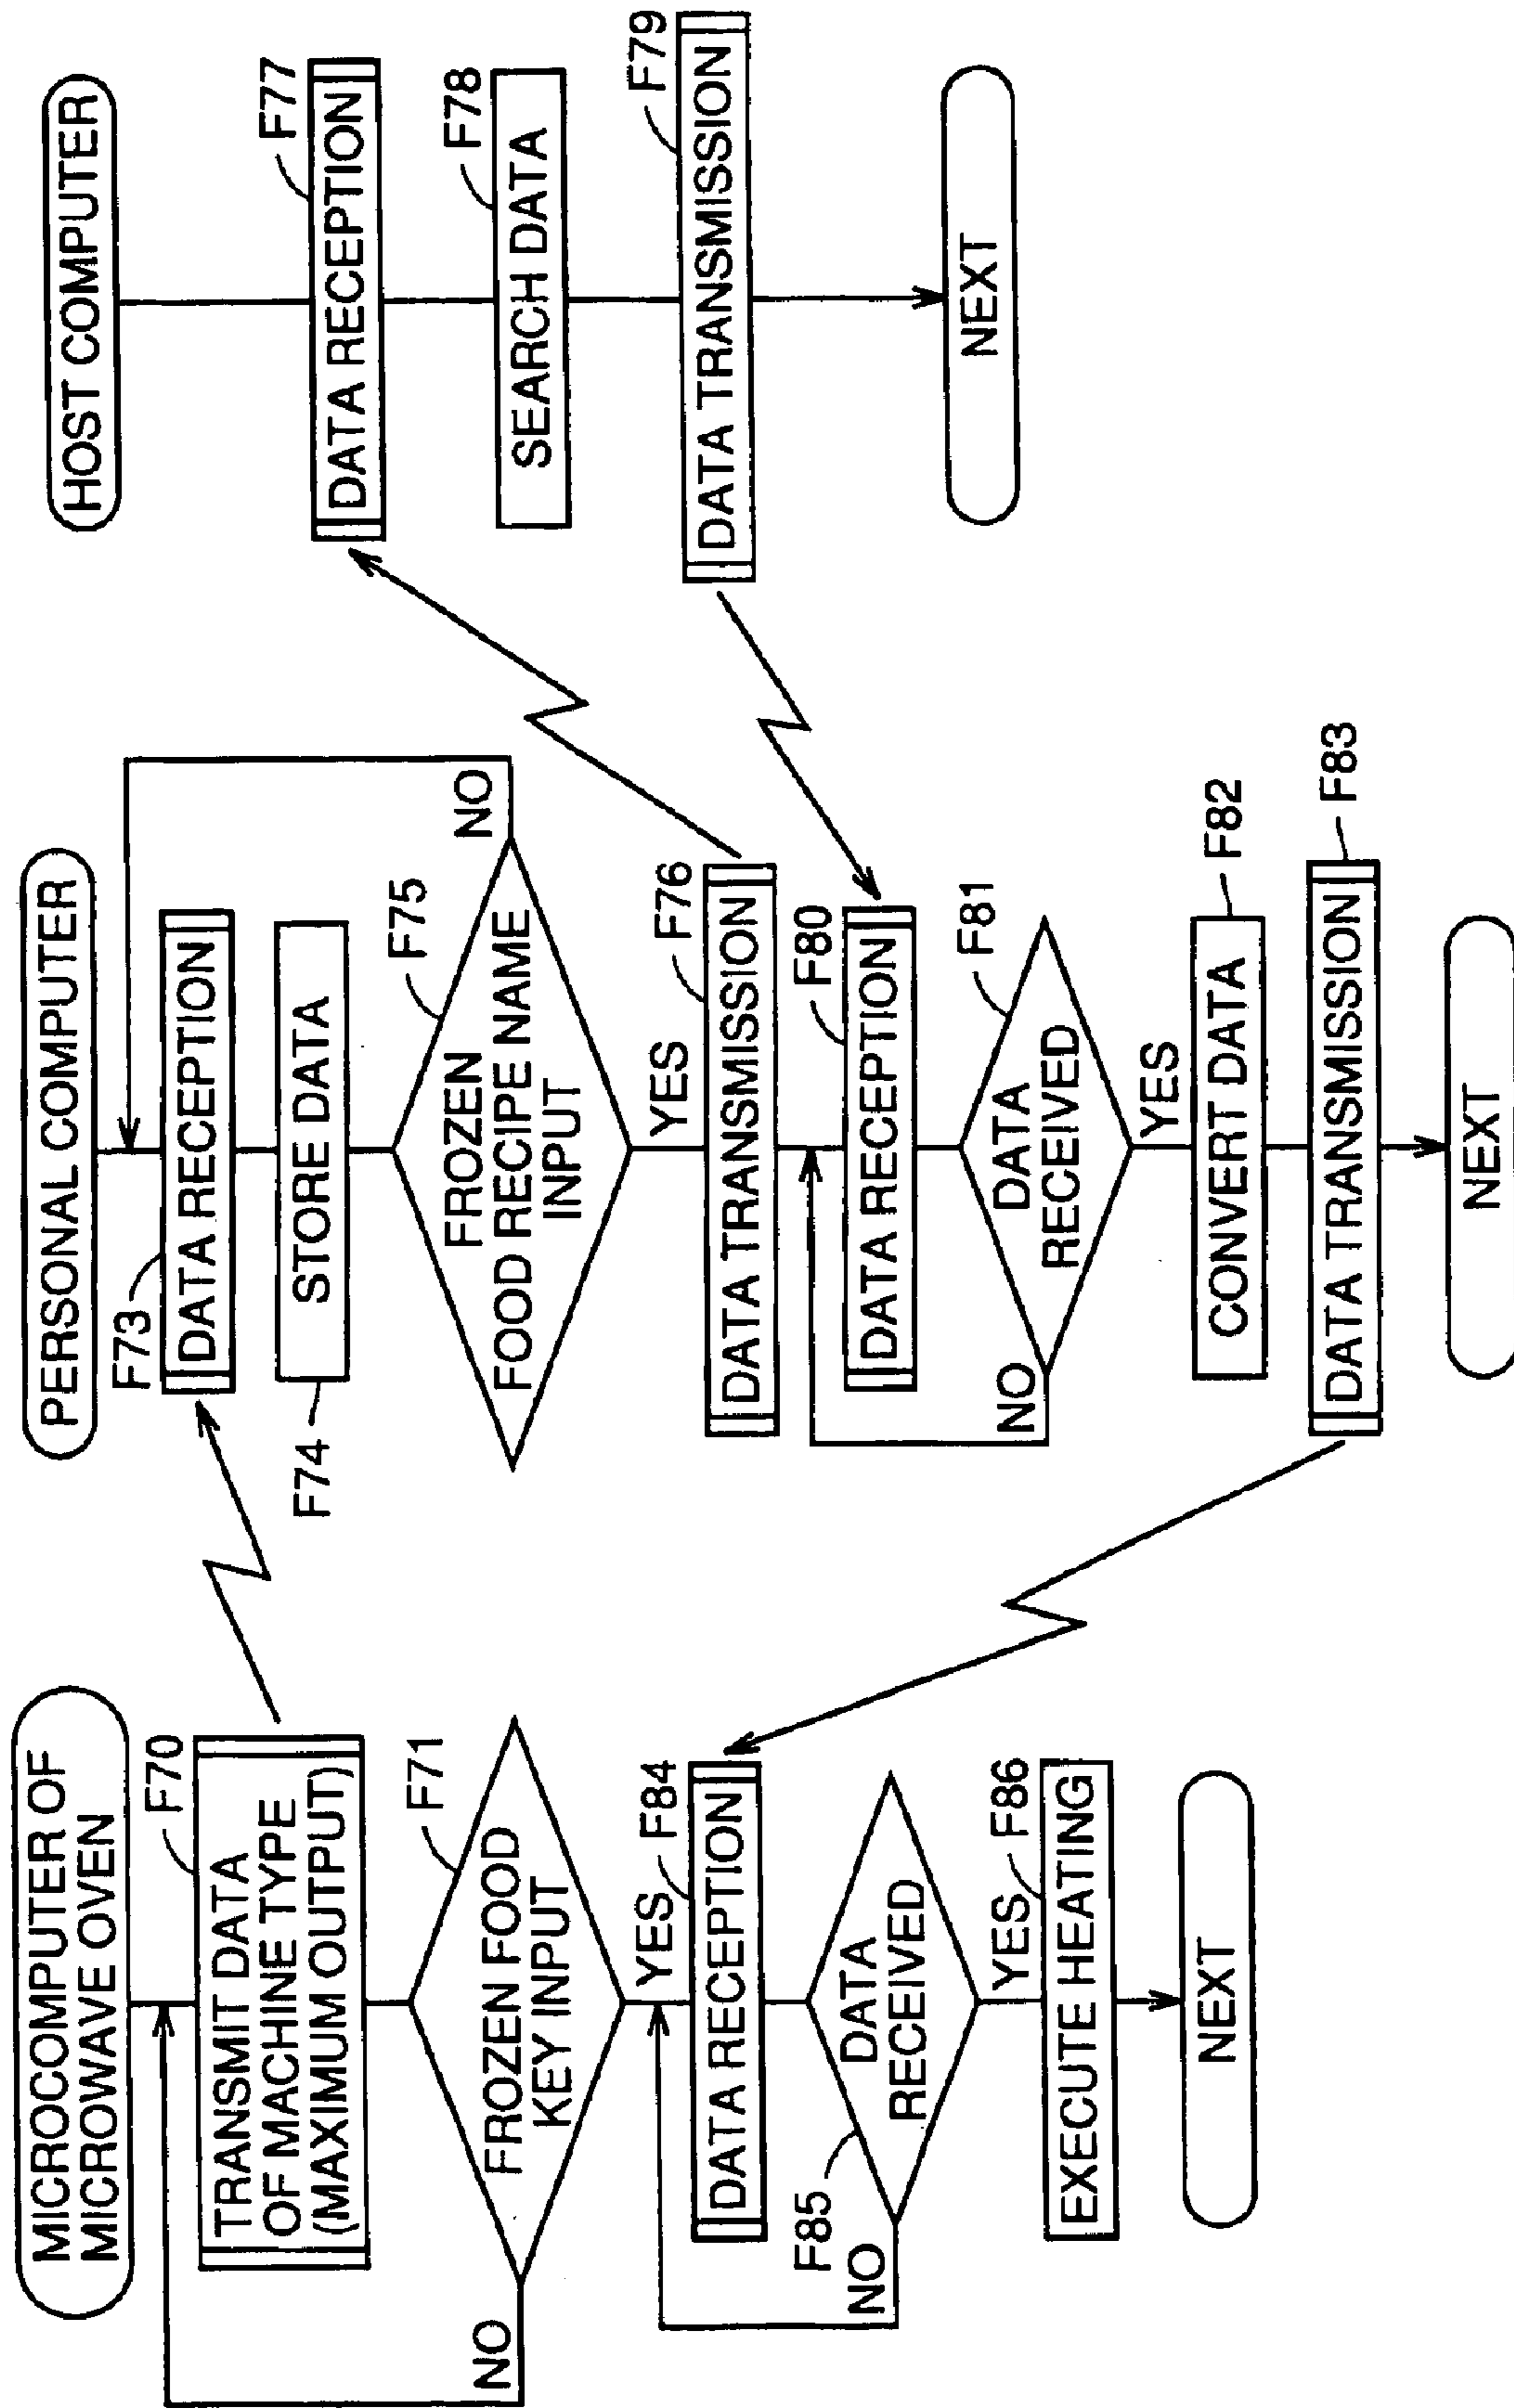 MICROCOMPUTER OF
MICROWAVE OVEN
F70
TRANSMIT DATA
OF MACHINE TYPE
(MAXIMUM OUTPUT)
F71
FROZEN FOOD
KEY INPUT
NO
YES
F84
DATA RECEPTION
F85
DATA
RECEIVED
NO
YES
F86
EXECUTE HEATING
NEXT
PERSONAL COMPUTER
F73
DATA RECEPTION
F74
STORE DATA
F75
FROZEN
FOOD RECIPE NAME
INPUT
NO
YES
F76
DATA TRANSMISSION
F80
DATA RECEPTION
F81
DATA
RECEIVED
NO
YES
F82
CONVERT DATA
F83
DATA TRANSMISSION
NEXT
HOST COMPUTER
F77
DATA RECEPTION
F78
SEARCH DATA
F79
DATA TRANSMISSION
NEXT